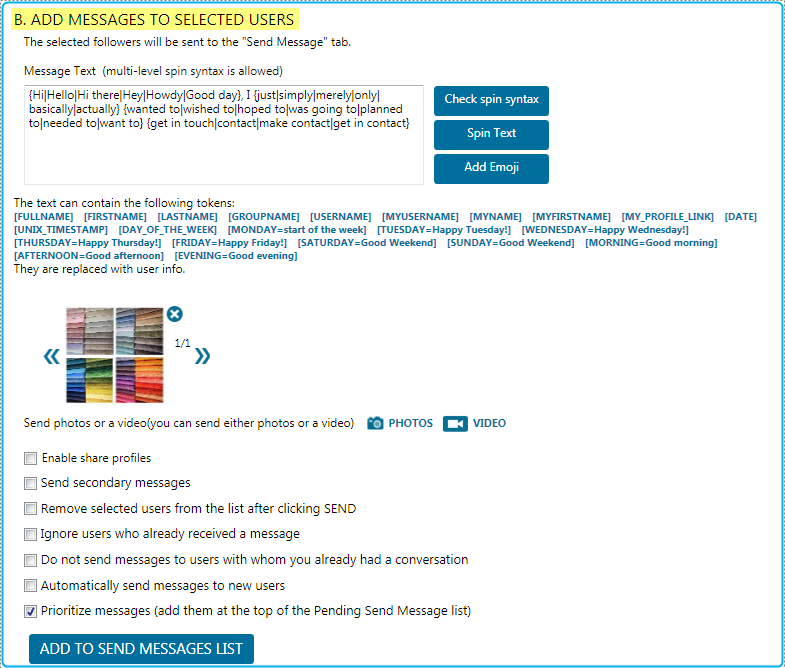 B. ADD MESSAGES TO SELECTED USERS
The selected followers will be sent to the "Send Message" tab.
Message Text (multi-level spin syntax is allowed)
{Hi|Hello|Hi there|Hey|Howdy|Good day}, I {just|simply|merely|only|
basically|actually} {wanted to|wished to|hoped to|was going to|planned
to|needed to|want to} {get in touch|contact|make contact|get in contact}
Check spin syntax
Spin Text
Add Emoji
The text can contain the following tokens:
[FULLNAME] [FIRSTNAME] [LASTNAME] [GROUPNAME] [USERNAME] [MYUSERNAME] [MYNAME] [MYFIRSTNAME] [MY_PROFILE_LINK] [DATE]
[UNIX_TIMESTAMP] [DAY_OF_THE_WEEK] [MONDAY=start of the week] [TUESDAY=Happy Tuesday!] [WEDNESDAY=Happy Wednesday!]
[THURSDAY=Happy Thursday!] [FRIDAY=Happy Friday!] [SATURDAY=Good Weekend] [SUNDAY=Good Weekend] [MORNING=Good morning]
[AFTERNOON=Good afternoon] [EVENING=Good evening]
They are replaced with user info.
1/1
Send photos or a video(you can send either photos or a video) PHOTOS VIDEO
Enable share profiles
Send secondary messages
Remove selected users from the list after clicking SEND
Ignore users who already received a message
Do not send messages to users with whom you already had a conversation
Automatically send messages to new users
Prioritize messages (add them at the top of the Pending Send Message list)
ADD TO SEND MESSAGES LIST